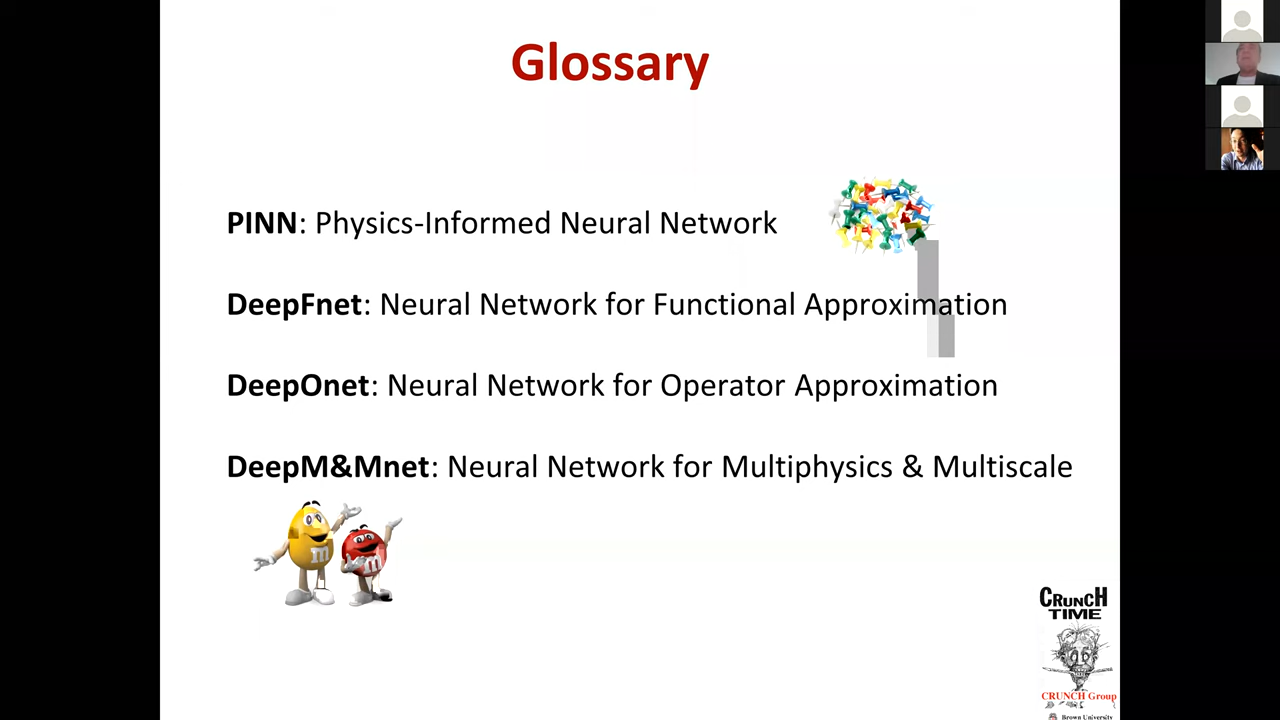 Glossary
PINN: Physics-Informed Neural Network
DeepFnet: Neural Network for Functional Approximation
DeepOnet: Neural Network for Operator Approximation
DeepM&Mnet: Neural Network for Multiphysics & Multiscale
m
m
CRUNCH
TIME
CRUNCH Group
Brown University